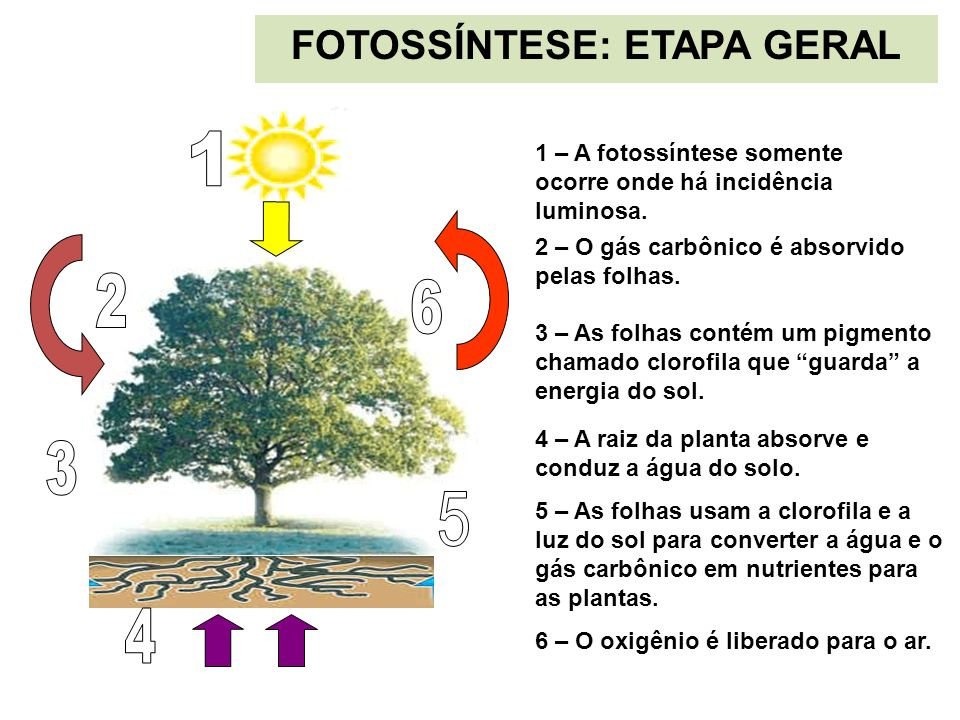 FOTOSSÍNTESE: ETAPA GERAL
1
2
6
3
5
4
1 – A fotossíntese somente
ocorre onde há incidência
luminosa.
2 – O gás carbônico é absorvido
pelas folhas.
3 – As folhas contém um pigmento
chamado clorofila que “guarda” a
energia do sol.
4 – A raiz da planta absorve e
conduz a água do solo.
5 – As folhas usam a clorofila e a
luz do sol para converter a água e o
gás carbônico em nutrientes para
as plantas.
6 – O oxigênio é liberado para o ar.